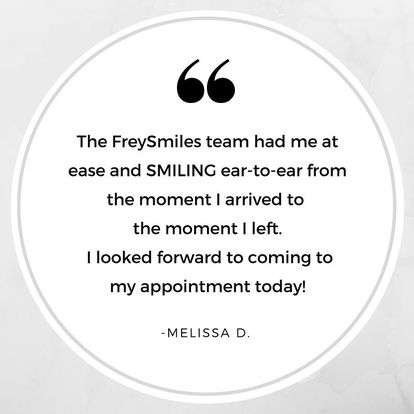 The FreySmiles team had me at
ease and SMILING ear-to-ear from
the moment I arrived to
the moment I left.
I looked forward to coming to
my appointment today!
-MELISSA D.